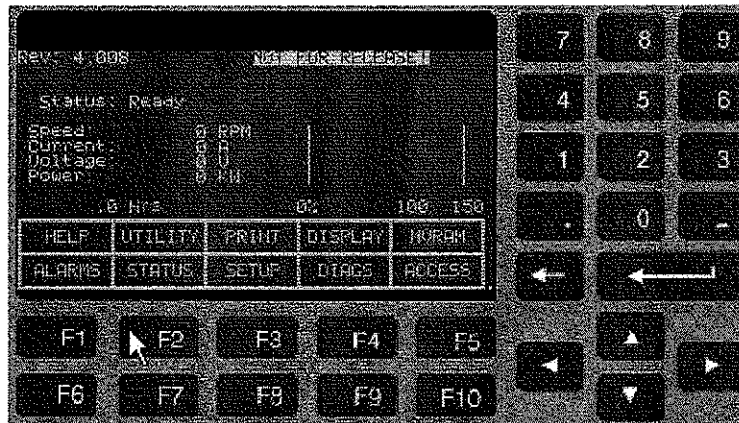 Rev: 4.008 NOT FOR RELEASE!
Status: Ready
Speed: 0 RPM
Current: 0 A
Voltage: 0 V
Power: 0 KW
.0 Hrs 0% 100 150
HELP UTILITY PRINT DISPLAY NVRAM
ALARMS STATUS SETUP DIAGS ACCESS
F1 F2 F3 F4 F5
F6 F7 F8 F9 F10
7 8 9
4 5 6
1 2 3
. 0 -